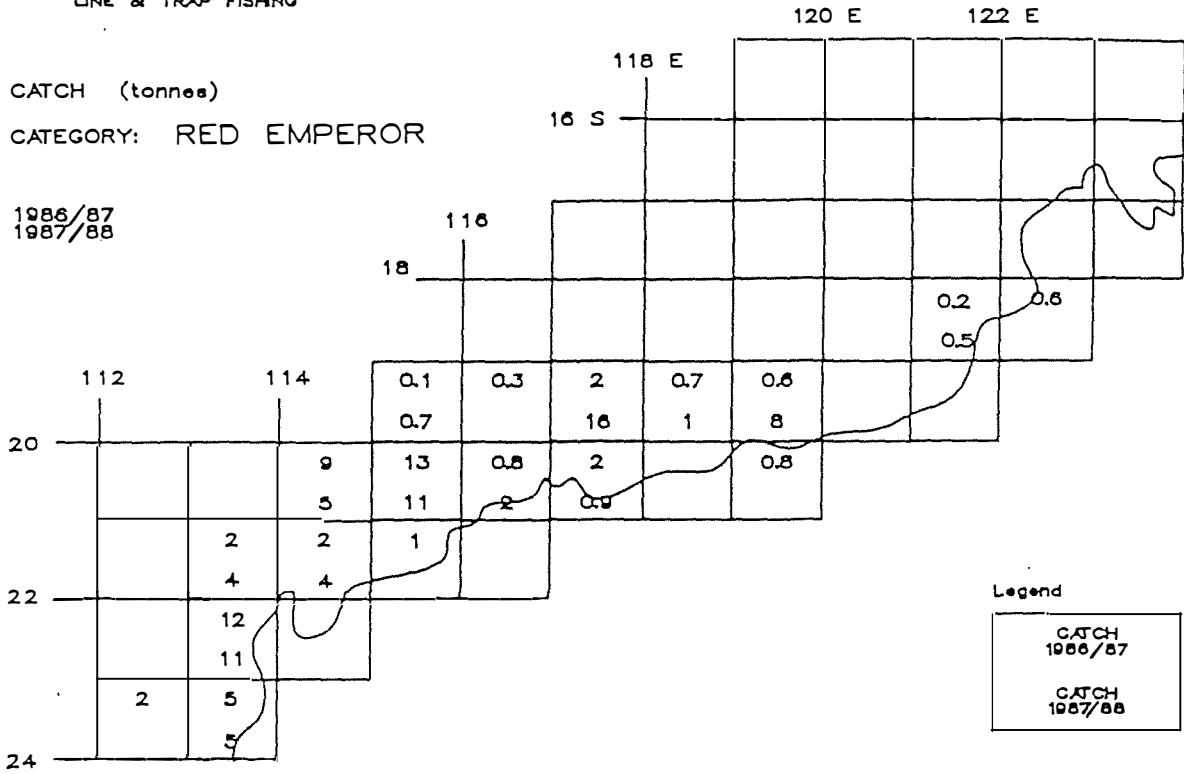 LINE & TRAP FISHING
120 E 122 E
118 E
CATCH (tonnes)
16 S
CATEGORY: RED EMPEROR
1986/87
1987/88
116
18
0.2 0.6
0.5
112 114
0.1 0.3 2 0.7 0.6
0.7 16 1 8
20
9 13 0.8 2 0.8
5 11 2 0.9
2 2 1
4 4
22
12
11
2 5
5
24
Legend
CATCH
1986/87
CATCH
1987/88